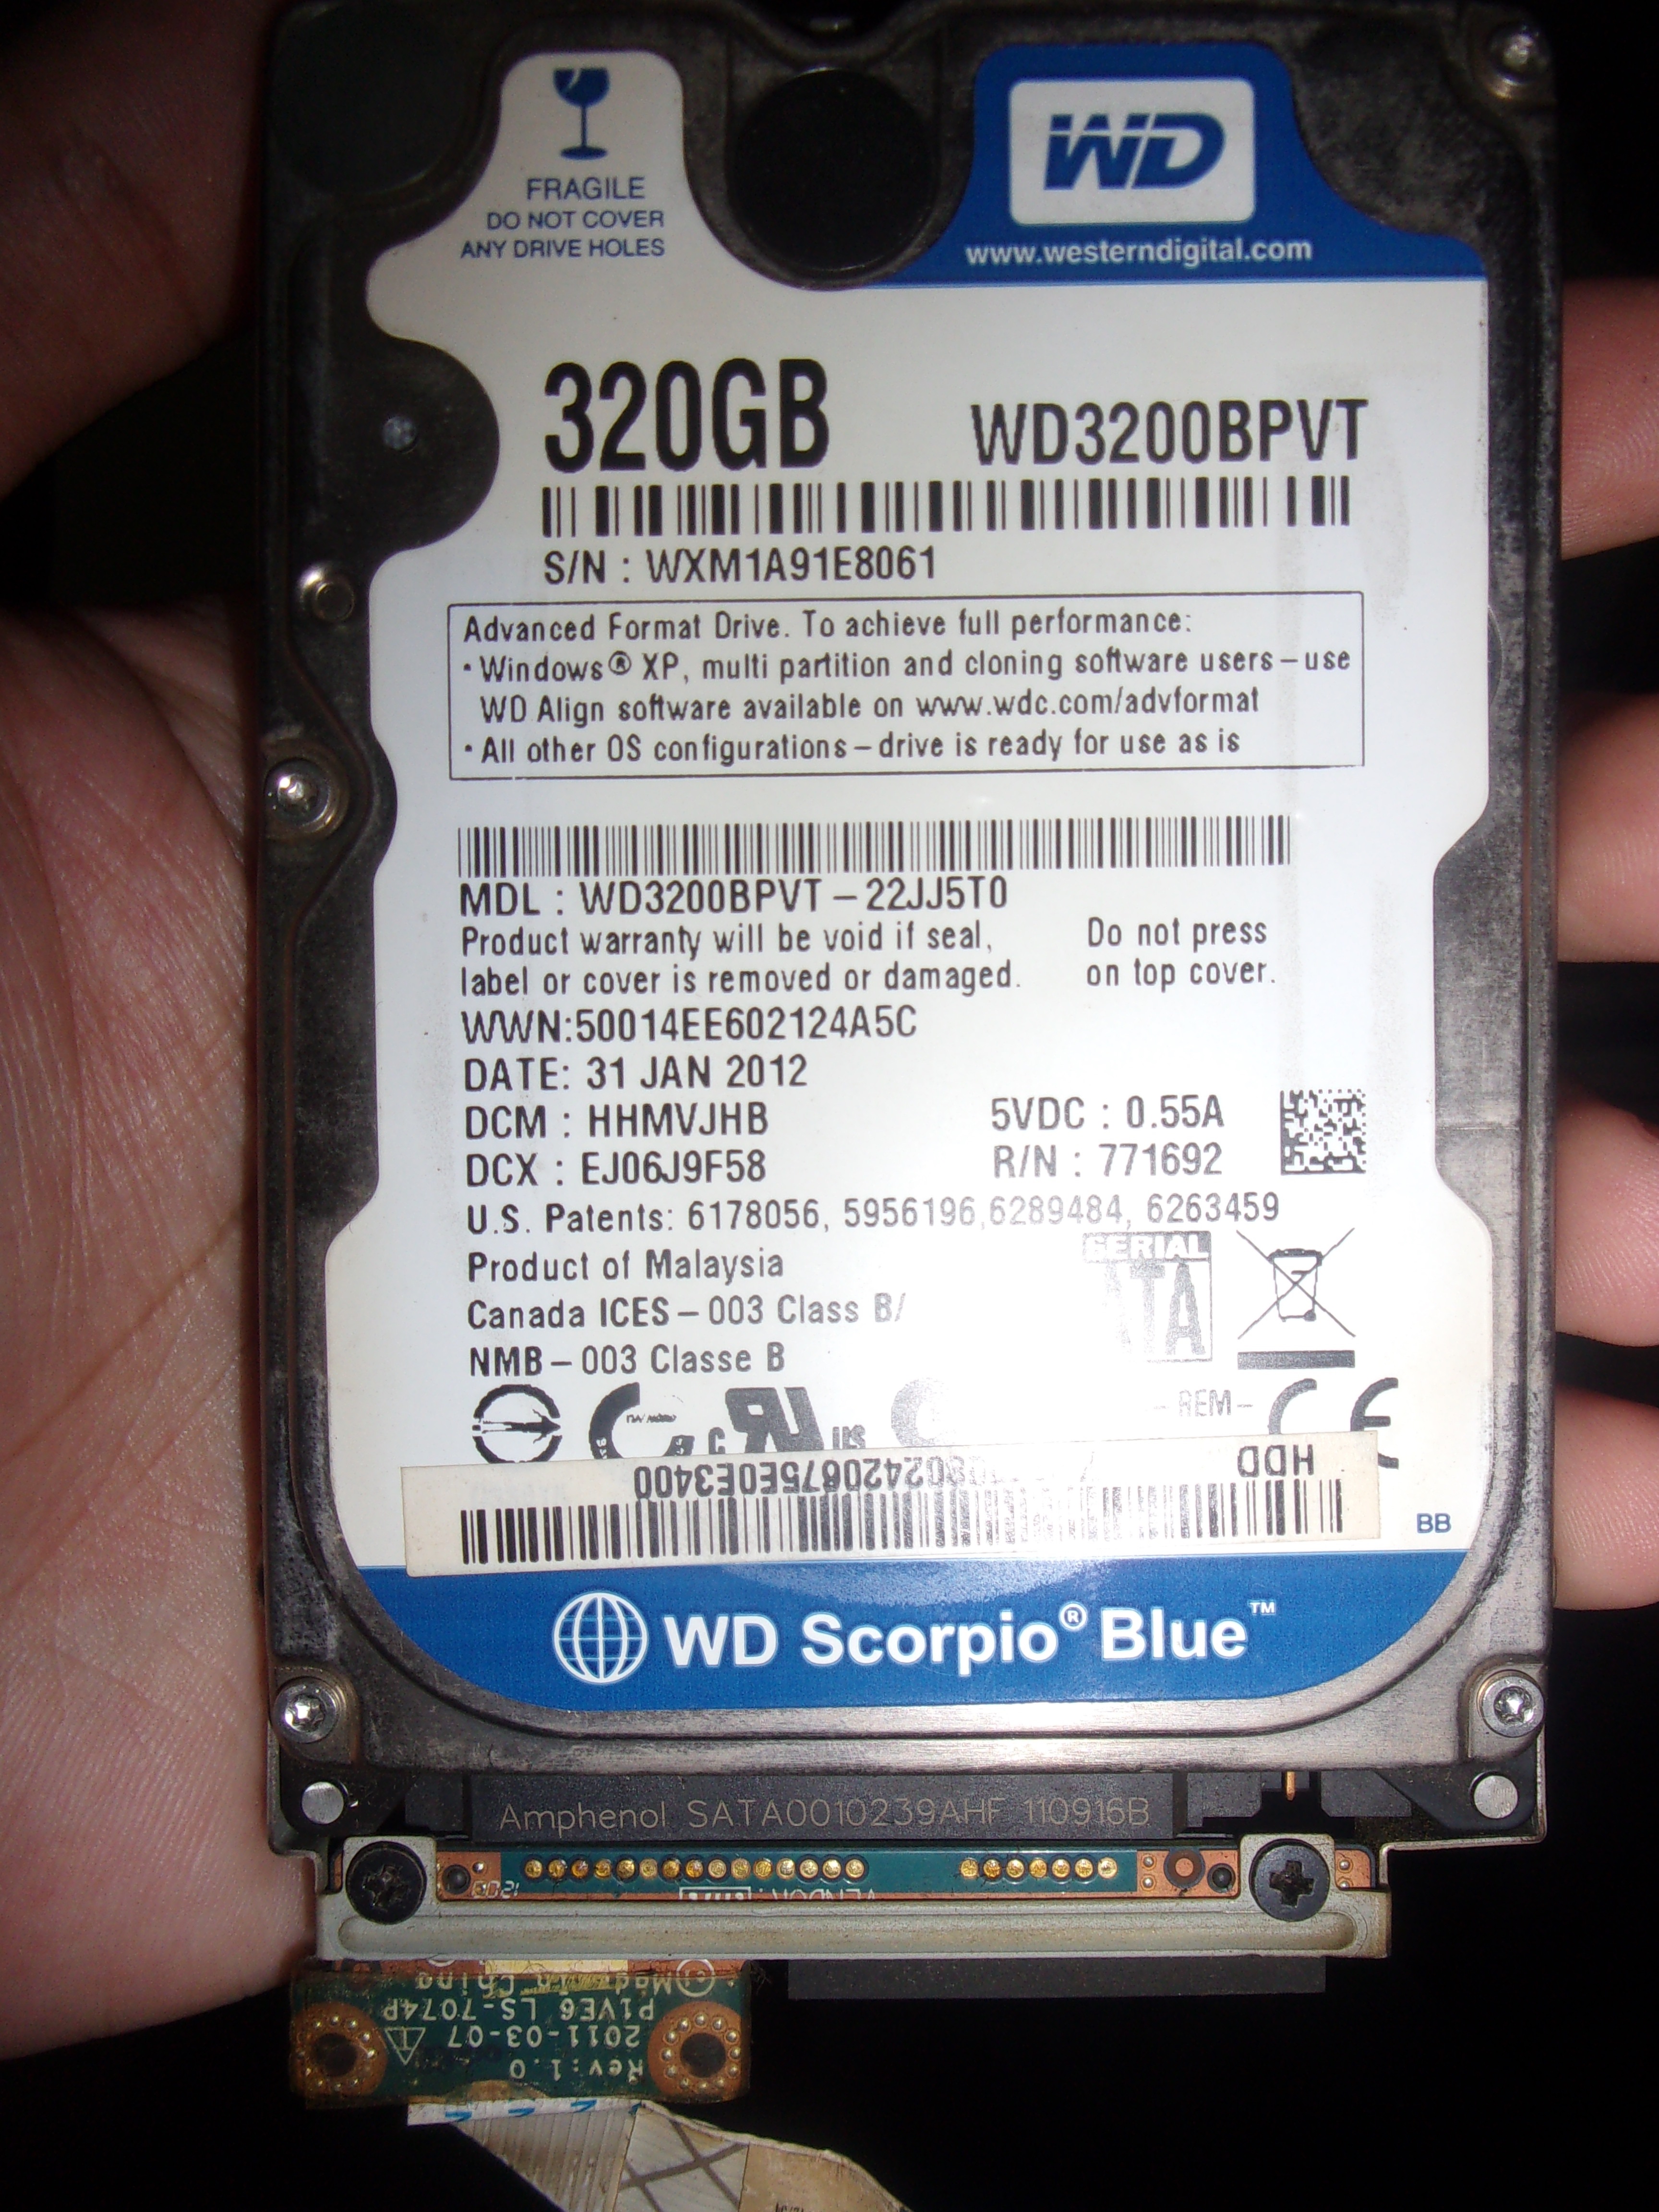 FRAGILE
DO NOT COVER
ANY DRIVE HOLES
WD
www.westerndigital.com
320GB WD3200BPVT
S/N : WXM1A91E8061
Advanced Format Drive. To achieve full performance:
• Windows® XP, multi partition and cloning software users – use
WD Align software available on www.wdc.com/advformat
• All other OS configurations – drive is ready for use as is
MDL : WD3200BPVT – 22JJ5T0
Product warranty will be void if seal,
label or cover is removed or damaged.
Do not press
on top cover.
WWN:50014EE602124A5C
DATE: 31 JAN 2012
DCM : HHMVJHB
DCX : EJ06J9F58
5VDC : 0.55A
R/N : 771692
U.S. Patents: 6178056, 5956196,6289484, 6263459
Product of Malaysia
Canada ICES – 003 Class B/
NMB – 003 Classe B
SERIAL
ATA
– REM –
CE
HDD
BB
WD Scorpio® Blue™
Amphenol SATA0010239AHF 110916B
Made in China
P1VE6 LS-7074P
2011-03-07
Rev:1.0